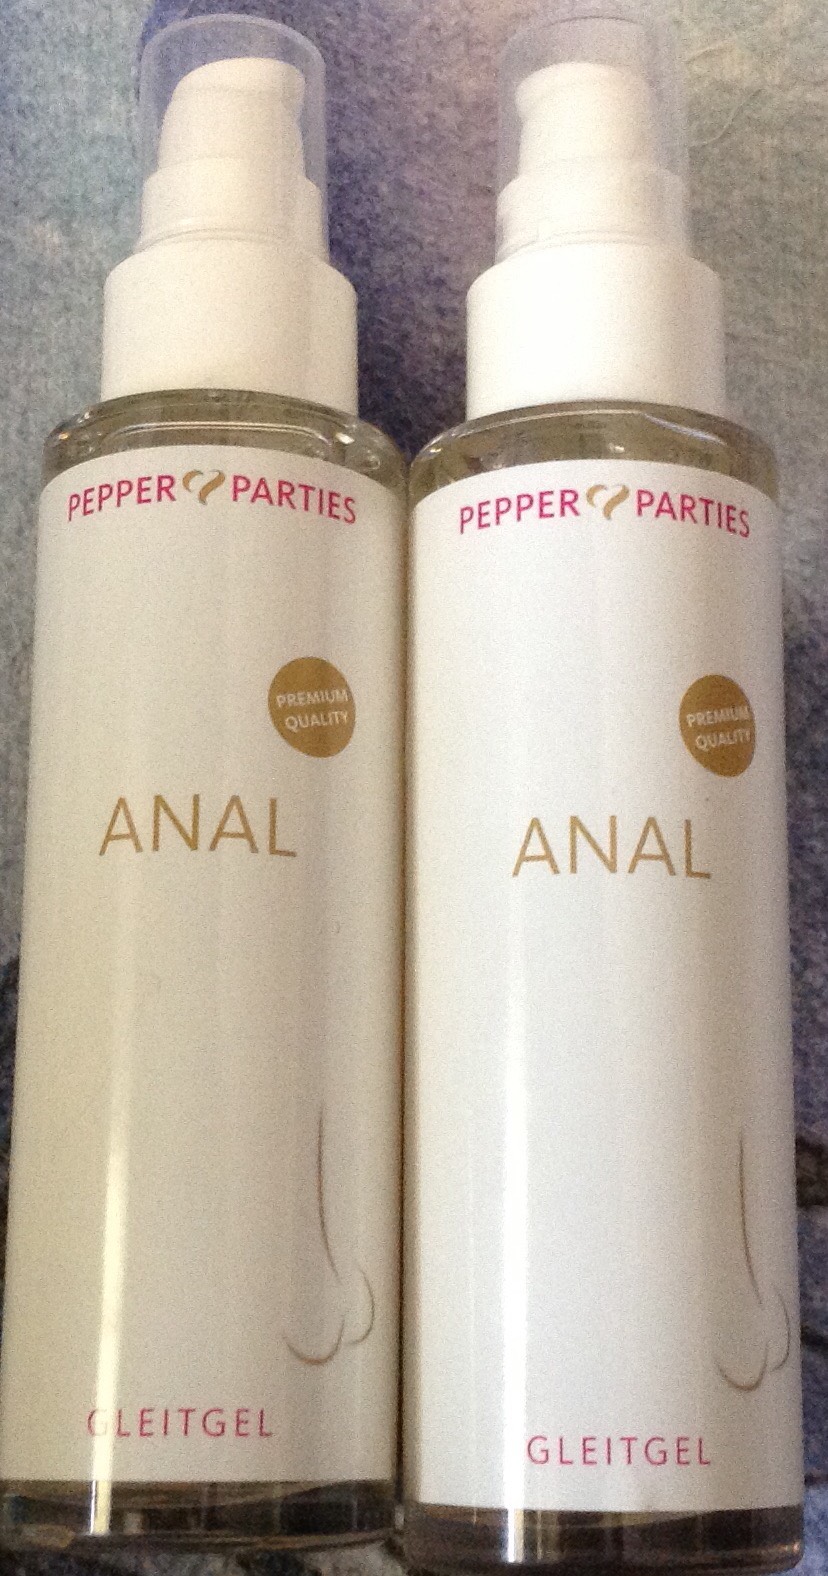 PEPPER PARTIES
PREMIUM
QUALITY
ANAL
GLEITGEL
PEPPER PARTIES
PREMIUM
QUALITY
ANAL
GLEITGEL